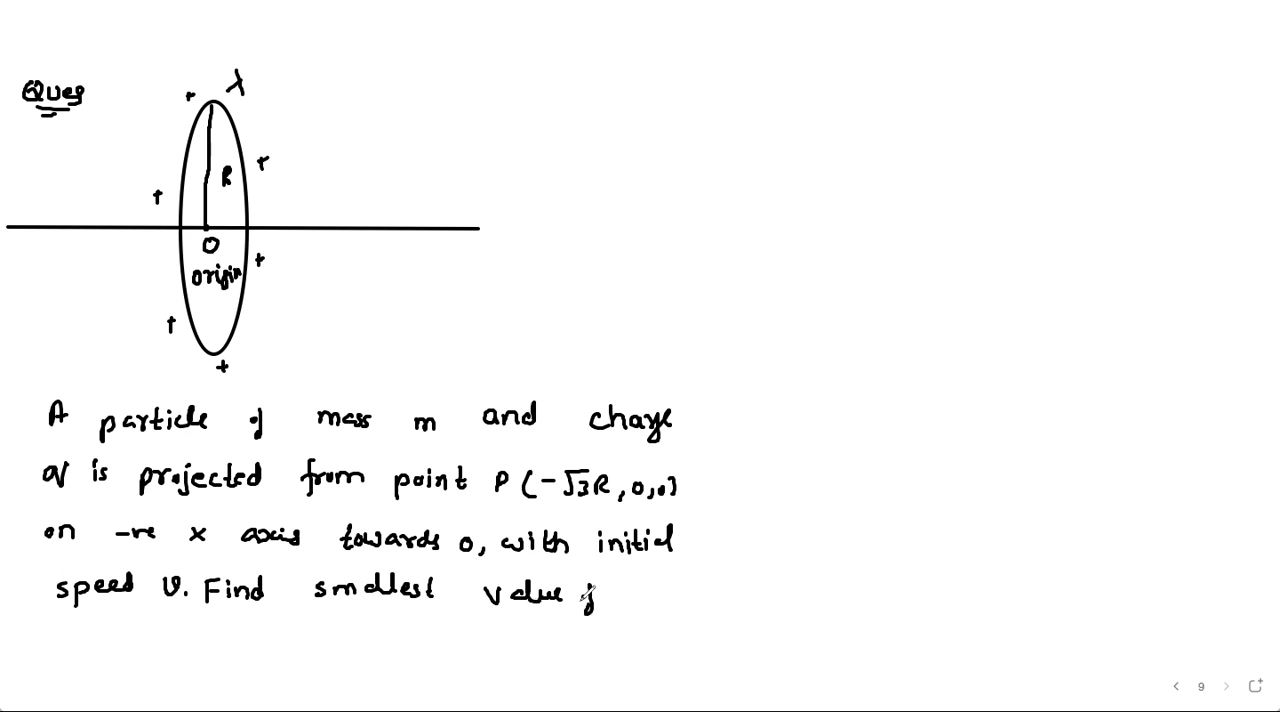 Ques
λ
R
O
origin
A particle of mass m and charge
q is projected from point P (-√3R, 0,0)
on -ve x axis towards O, with initial
speed v. Find smallest value of
9